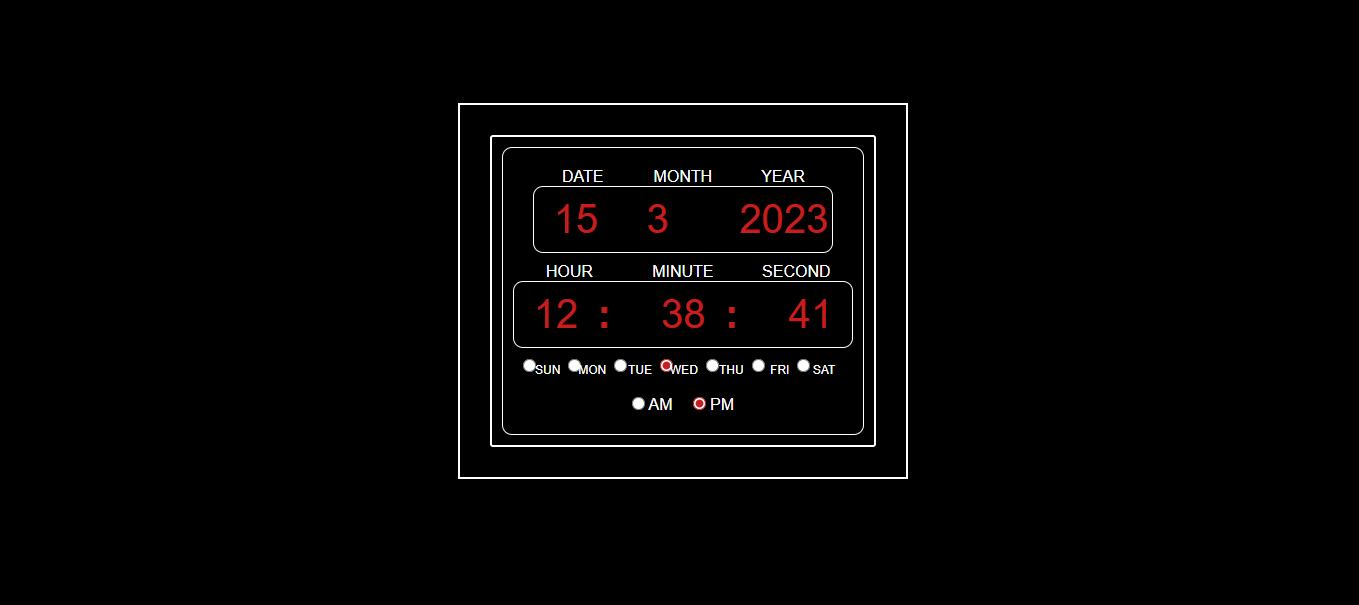 DATE MONTH YEAR
15 3 2023
HOUR MINUTE SECOND
12 : 38 : 41
SUN MON TUE WED THU FRI SAT
AM PM